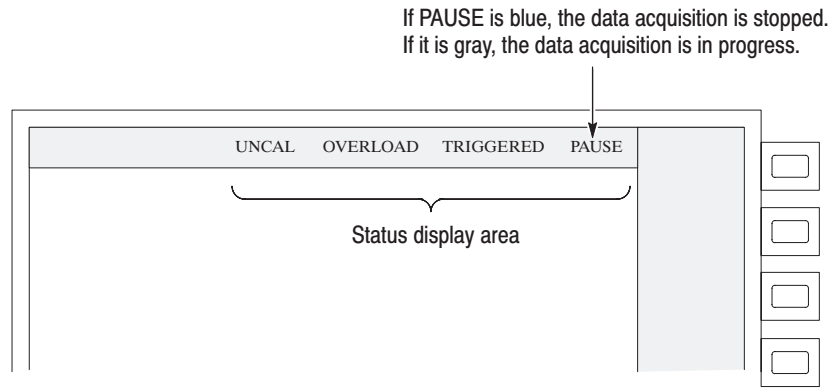 If PAUSE is blue, the data acquisition is stopped.
If it is gray, the data acquisition is in progress.
UNCAL OVERLOAD TRIGGERED PAUSE
Status display area